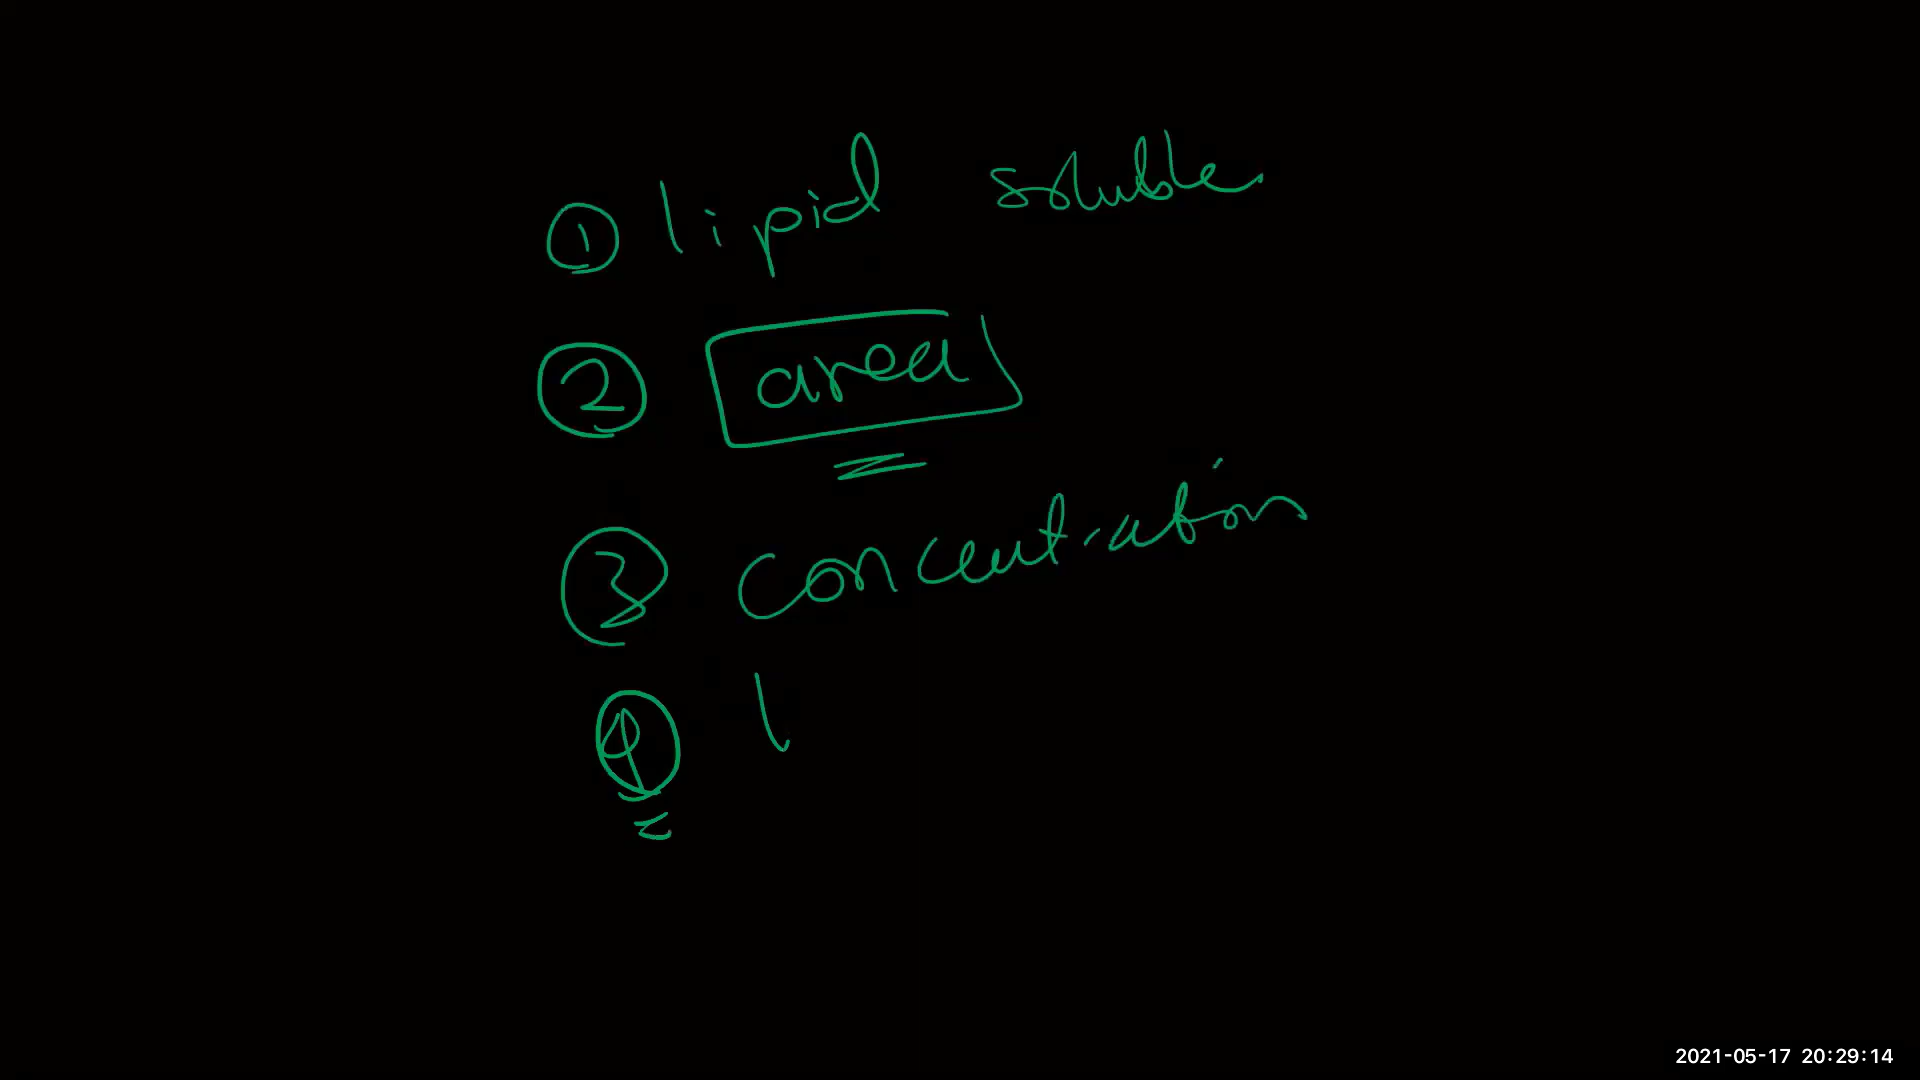 ① lipid soluble
② area
③ concentration
④ l
2021-05-17 20:29:14